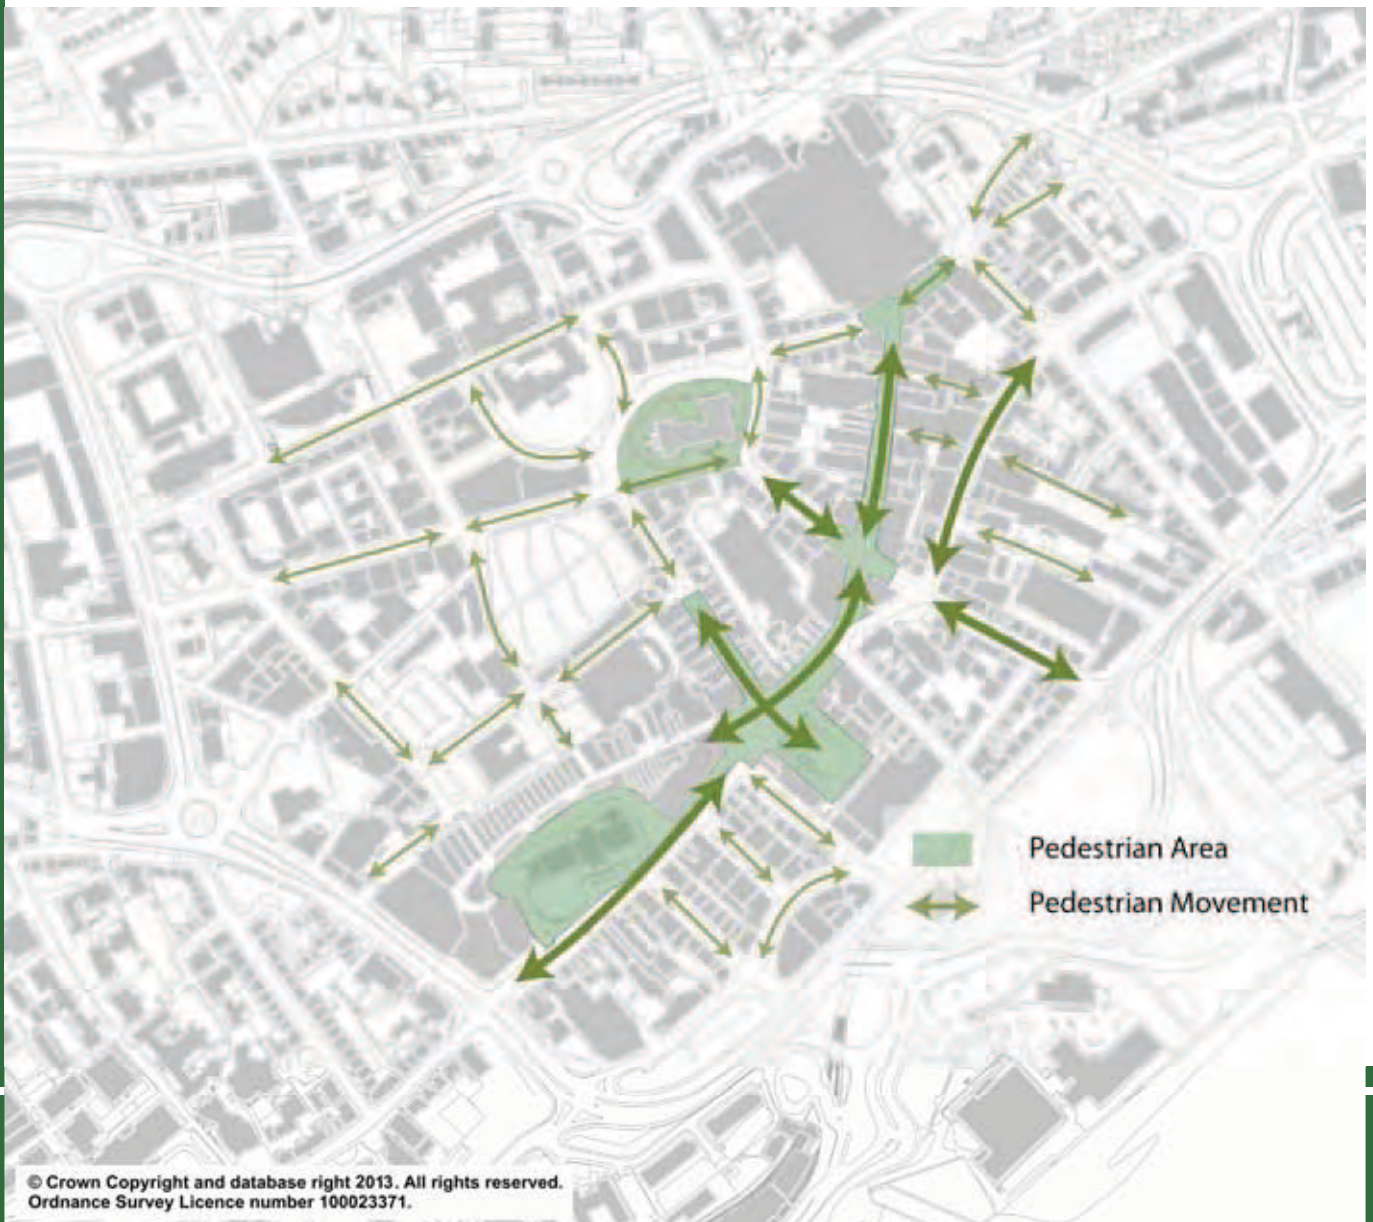 Pedestrian Area
Pedestrian Movement
© Crown Copyright and database right 2013. All rights reserved.
Ordnance Survey Licence number 100023371.